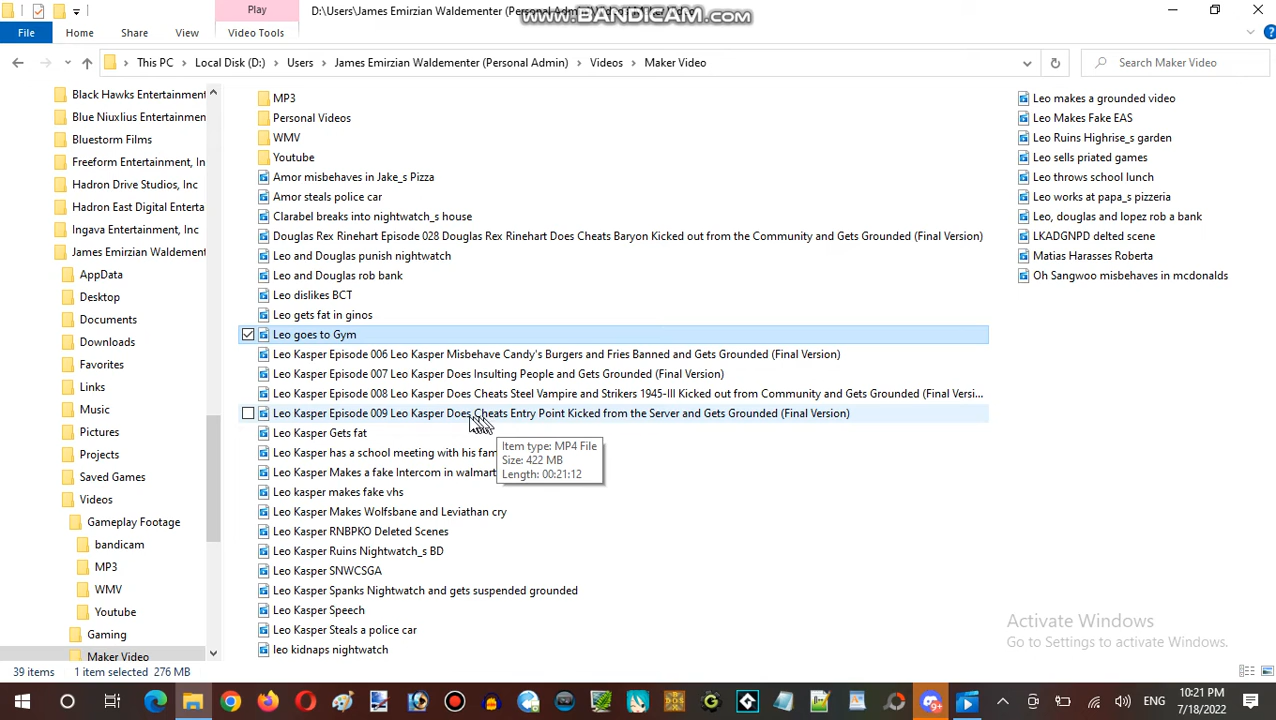 Play
D:\Users\James Emirzian Waldementer (Personal Admin)
www.BANDICAM.com
File
Home
Share
View
Video Tools
This PC
Local Disk (D:)
Users
James Emirzian Waldementer (Personal Admin)
Videos
Maker Video
Search Maker Video
Black Hawks Entertainment
Blue Niuxlius Entertainmen
Bluestorm Films
Freeform Entertainment, In
Hadron Drive Studios, Inc
Hadron East Digital Enterta
Ingava Entertainment, Inc
James Emirzian Waldement
AppData
Desktop
Documents
Downloads
Favorites
Links
Music
Pictures
Projects
Saved Games
Videos
Gameplay Footage
bandicam
MP3
WMV
Youtube
Gaming
Maker Video
MP3
Personal Videos
WMV
Youtube
Amor misbehaves in Jake_s Pizza
Amor steals police car
Clarabel breaks into nightwatch_s house
Douglas Rex Rinehart Episode 028 Douglas Rex Rinehart Does Cheats Baryon Kicked out from the Community and Gets Grounded (Final Version)
Leo and Douglas punish nightwatch
Leo and Douglas rob bank
Leo dislikes BCT
Leo gets fat in ginos
Leo goes to Gym
Leo Kasper Episode 006 Leo Kasper Misbehave Candy's Burgers and Fries Banned and Gets Grounded (Final Version)
Leo Kasper Episode 007 Leo Kasper Does Insulting People and Gets Grounded (Final Version)
Leo Kasper Episode 008 Leo Kasper Does Cheats Steel Vampire and Strikers 1945-III Kicked out from Community and Gets Grounded (Final Versi...
Leo Kasper Episode 009 Leo Kasper Does Cheats Entry Point Kicked from the Server and Gets Grounded (Final Version)
Leo Kasper Gets fat
Leo Kasper has a school meeting with his fam
Leo Kasper Makes a fake Intercom in walmart
Leo kasper makes fake vhs
Leo Kasper Makes Wolfsbane and Leviathan cry
Leo Kasper RNBPKO Deleted Scenes
Leo Kasper Ruins Nightwatch_s BD
Leo Kasper SNWCSGA
Leo Kasper Spanks Nightwatch and gets suspended grounded
Leo Kasper Speech
Leo Kasper Steals a police car
leo kidnaps nightwatch
Item type: MP4 File
Size: 422 MB
Length: 00:21:12
Leo makes a grounded video
Leo Makes Fake EAS
Leo Ruins Highrise_s garden
Leo sells priated games
Leo throws school lunch
Leo works at papa_s pizzeria
Leo, douglas and lopez rob a bank
LKADGNPD delted scene
Matias Harasses Roberta
Oh Sangwoo misbehaves in mcdonalds
Activate Windows
Go to Settings to activate Windows.
39 items
1 item selected 276 MB
ENG
10:21 PM
7/18/2022